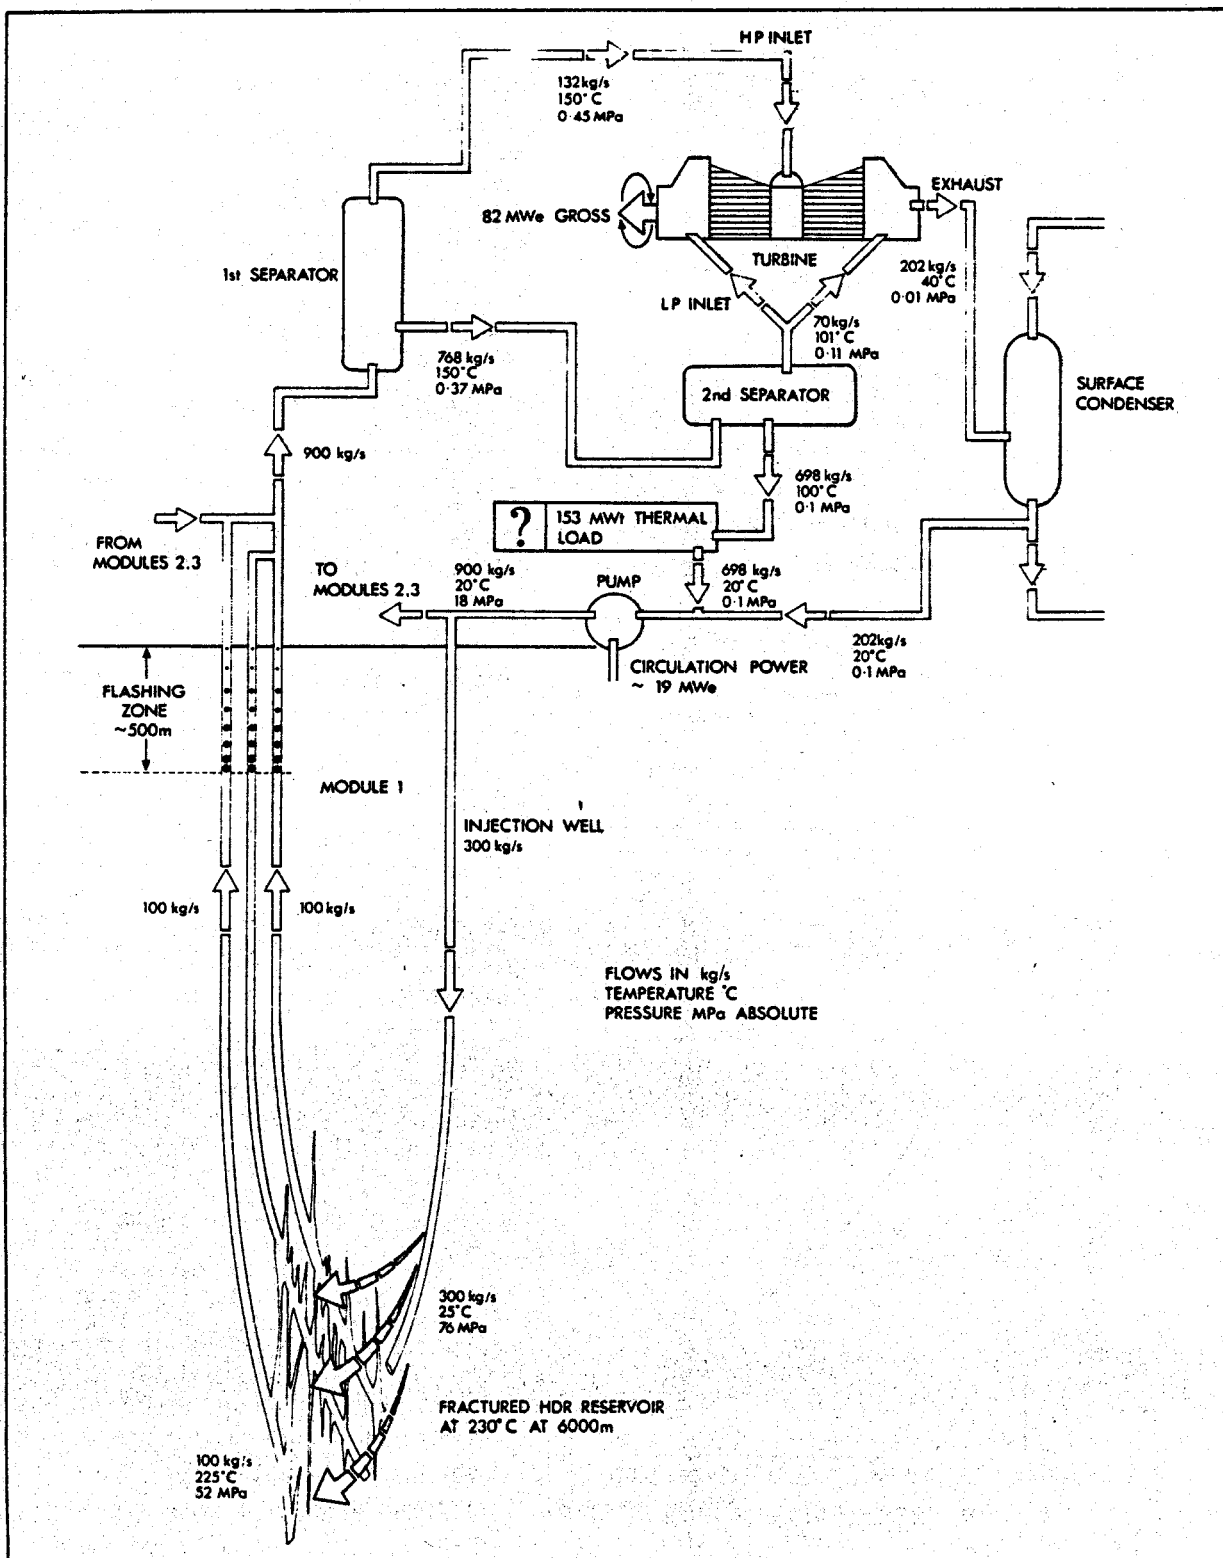 HP INLET
132kg/s
150°C
0·45 MPa
EXHAUST
82 MWe GROSS
1st SEPARATOR
TURBINE
202 kg/s
40°C
0·01 MPa
LP INLET
70kg/s
101°C
0·11 MPa
768 kg/s
150°C
0·37 MPa
2nd SEPARATOR
SURFACE
CONDENSER
900 kg/s
698 kg/s
100°C
0·1 MPa
? 153 MWt THERMAL
LOAD
FROM
MODULES 2.3
TO
MODULES 2.3
900 kg/s
20°C
18 MPa
PUMP
698 kg/s
20°C
0·1 MPa
202kg/s
20°C
0·1 MPa
CIRCULATION POWER
~ 19 MWe
FLASHING
ZONE
~500m
MODULE 1
INJECTION WELL
300 kg/s
100 kg/s
100 kg/s
FLOWS IN kg/s
TEMPERATURE °C
PRESSURE MPa ABSOLUTE
300 kg/s
25°C
76 MPa
FRACTURED HDR RESERVOIR
AT 230°C AT 6000m
100 kg/s
225°C
52 MPa